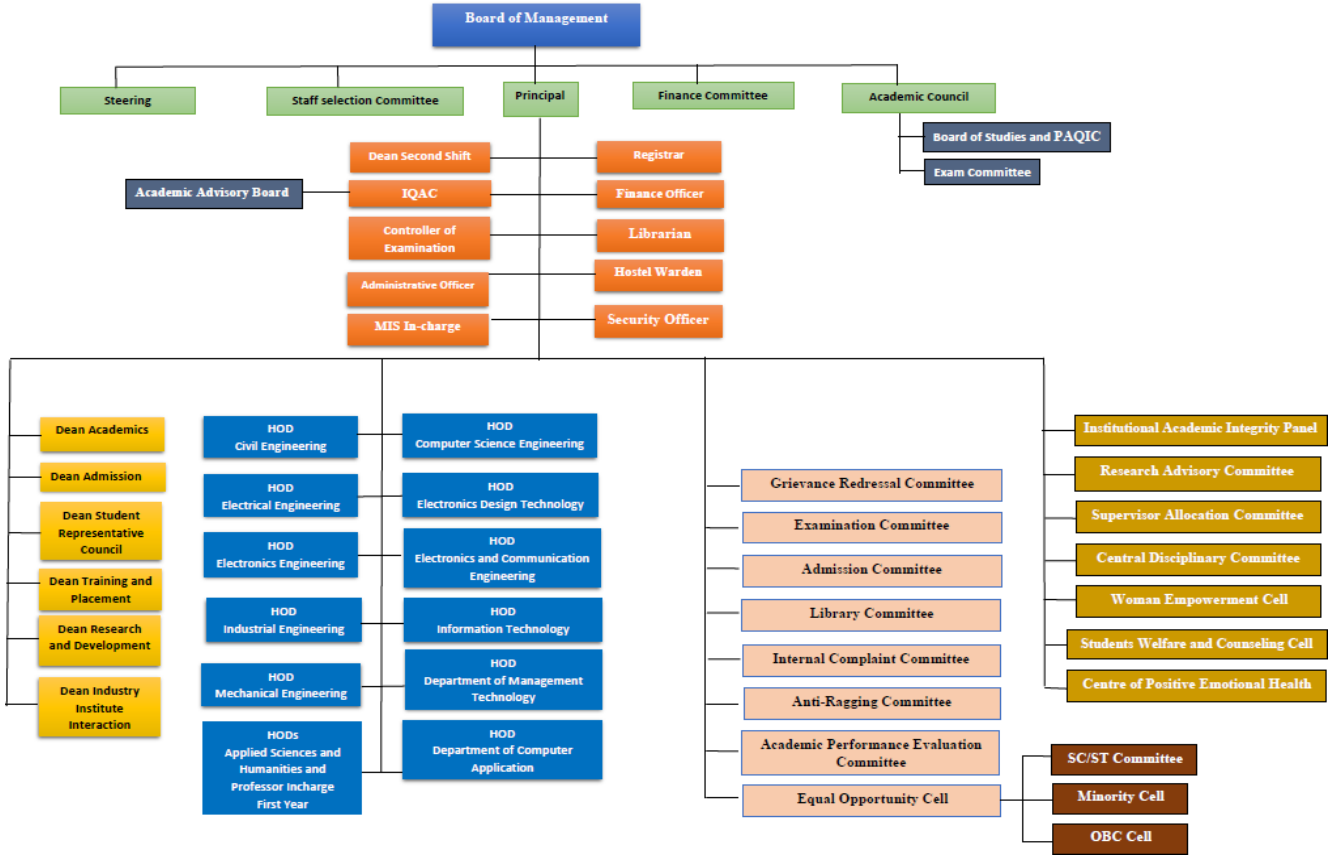 Board of Management
Steering
Staff selection Committee
Principal
Finance Committee
Academic Council
Board of Studies and PAQIC
Exam Committee
Dean Second Shift
Registrar
Academic Advisory Board
IQAC
Finance Officer
Controller of
Examination
Librarian
Administrative Officer
Hostel Warden
MIS In-charge
Security Officer
Dean Academics
Dean Admission
Dean Student
Representative
Council
Dean Training and
Placement
Dean Research
and Development
Dean Industry
Institute
Interaction
HOD
Civil Engineering
HOD
Computer Science Engineering
HOD
Electrical Engineering
HOD
Electronics Design Technology
HOD
Electronics Engineering
HOD
Electronics and Communication
Engineering
HOD
Industrial Engineering
HOD
Information Technology
HOD
Mechanical Engineering
HOD
Department of Management
Technology
HODs
Applied Sciences and
Humanities and
Professor Incharge
First Year
HOD
Department of Computer
Application
Grievance Redressal Committee
Examination Committee
Admission Committee
Library Committee
Internal Complaint Committee
Anti-Ragging Committee
Academic Performance Evaluation
Committee
Equal Opportunity Cell
Institutional Academic Integrity Panel
Research Advisory Committee
Supervisor Allocation Committee
Central Disciplinary Committee
Woman Empowerment Cell
Students Welfare and Counseling Cell
Centre of Positive Emotional Health
SC/ST Committee
Minority Cell
OBC Cell